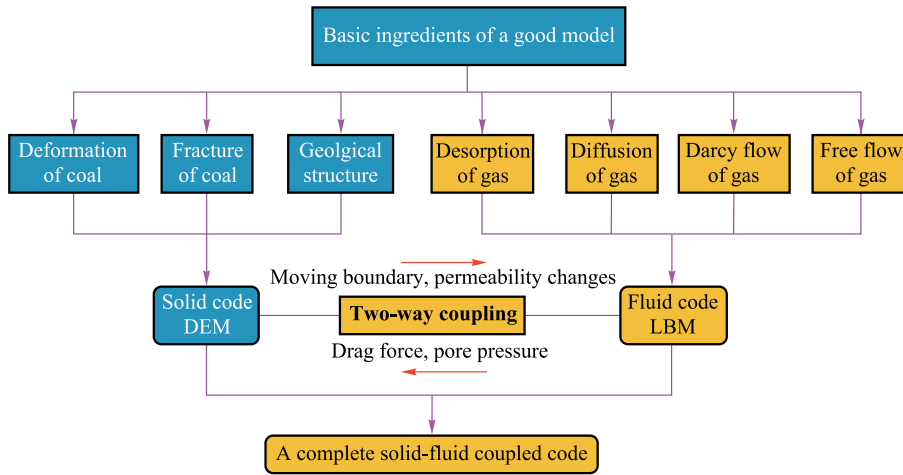 Basic ingredients of a good model
Deformation
of coal
Fracture
of coal
Geolgical
structure
Desorption
of gas
Diffusion
of gas
Darcy flow
of gas
Free flow
of gas
Moving boundary, permeability changes
Solid code
DEM
Two-way coupling
Fluid code
LBM
Drag force, pore pressure
A complete solid-fluid coupled code